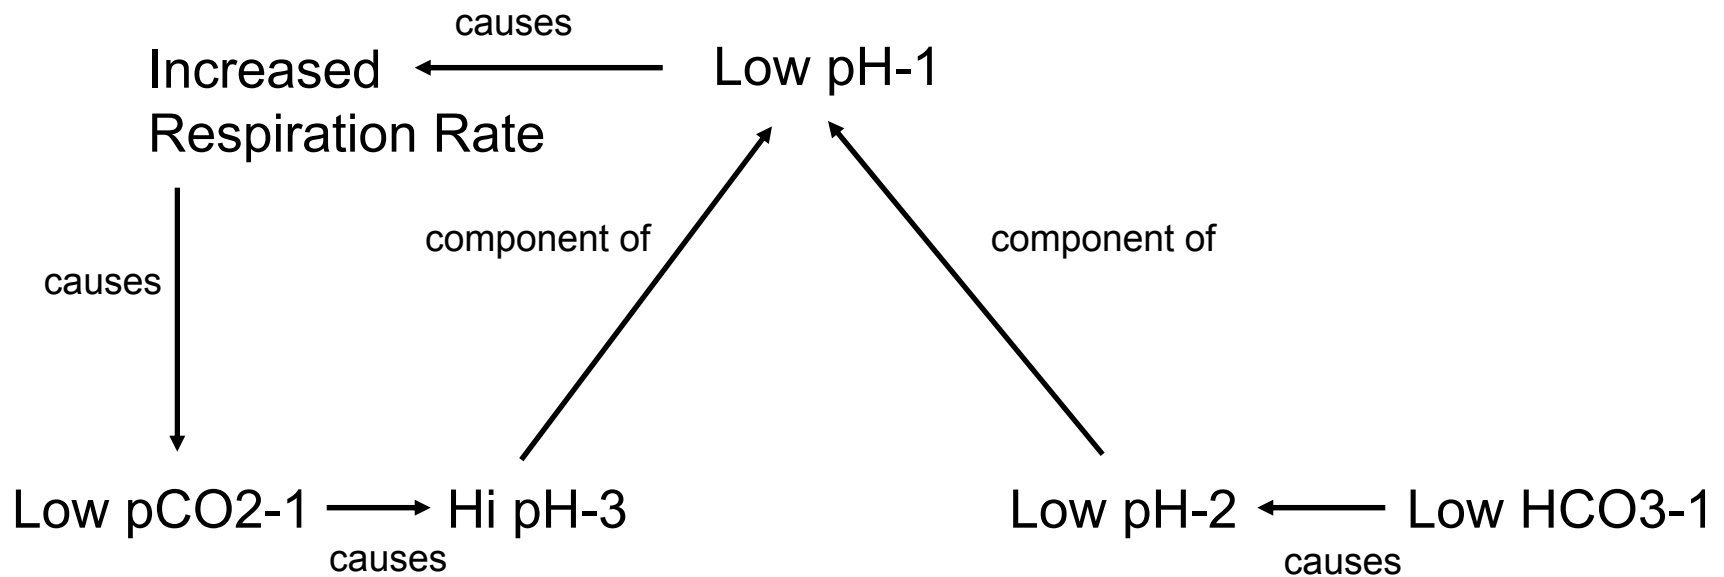 causes
Increased
Respiration Rate
Low pH-1
component of
component of
causes
Low pCO2-1
Hi pH-3
Low pH-2
Low HCO3-1
causes
causes